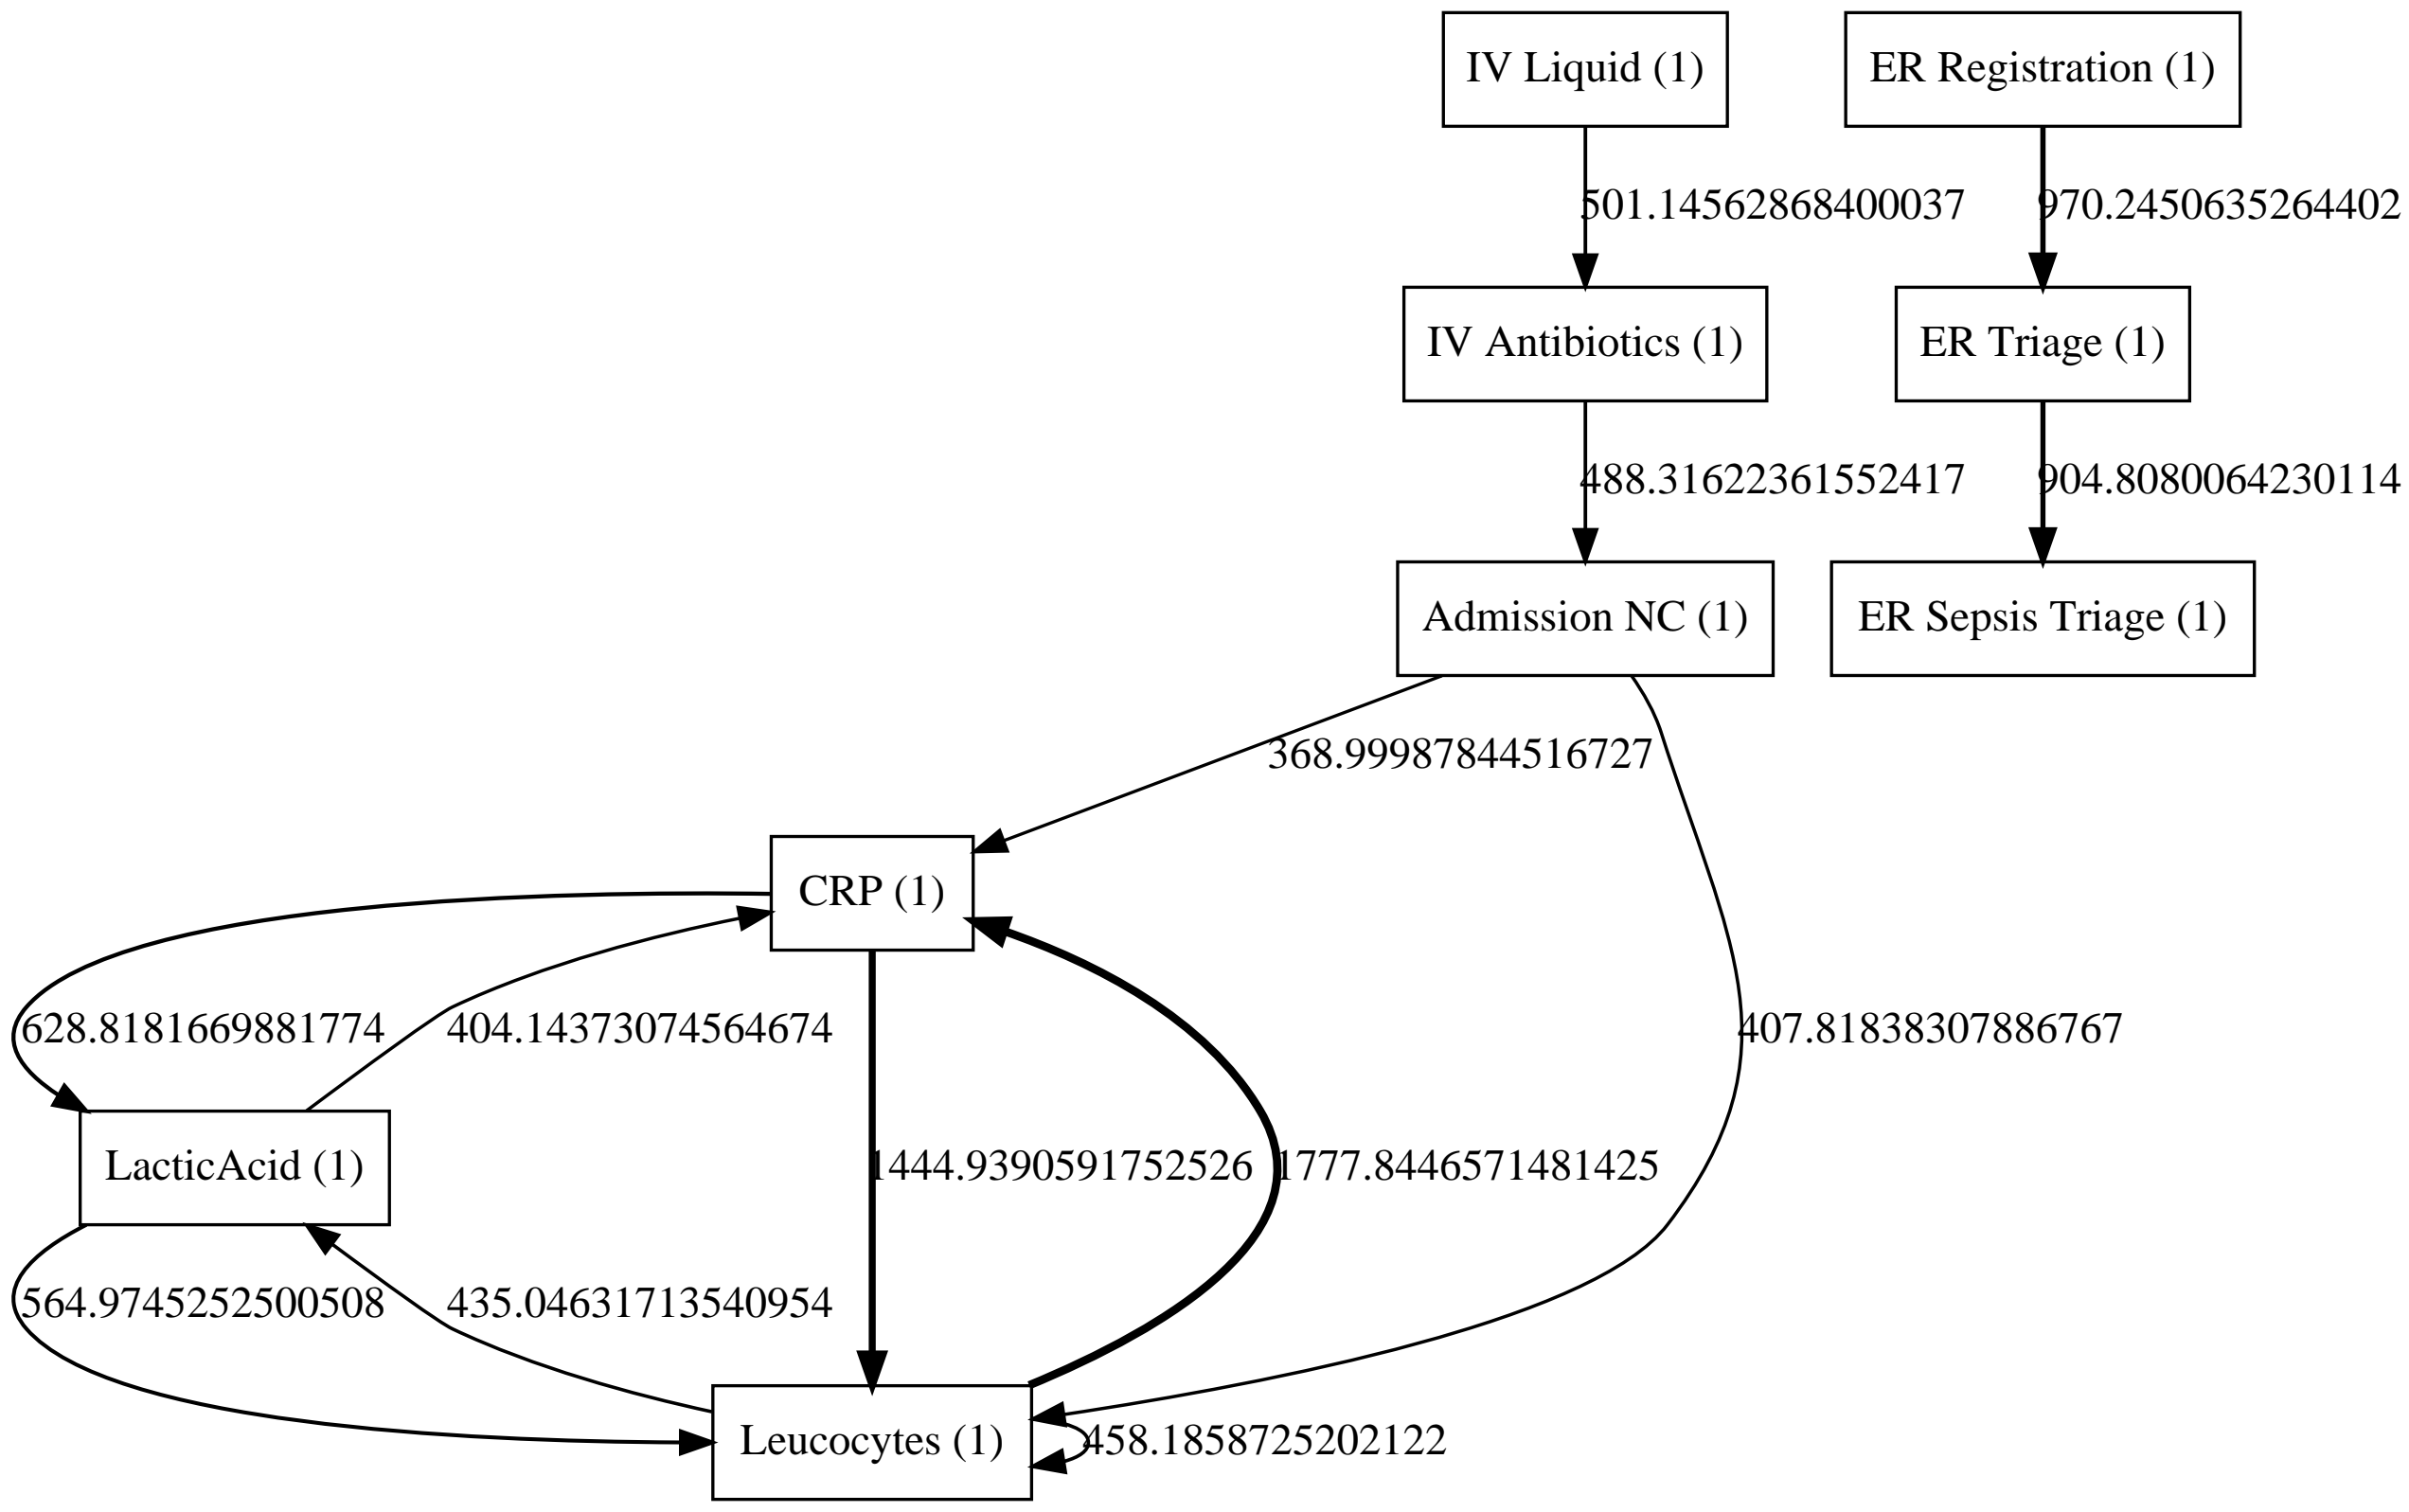 IV Liquid (1)
ER Registration (1)
501.14562868400037
970.2450635264402
IV Antibiotics (1)
ER Triage (1)
488.31622361552417
904.8080064230114
Admission NC (1)
ER Sepsis Triage (1)
368.99987844516727
CRP (1)
628.8181669881774
404.14373074564674
407.81838307886767
LacticAcid (1)
1444.9390591752526
1777.8446571481425
564.9745252500508
435.04631713540954
Leucocytes (1)
458.1858725202122